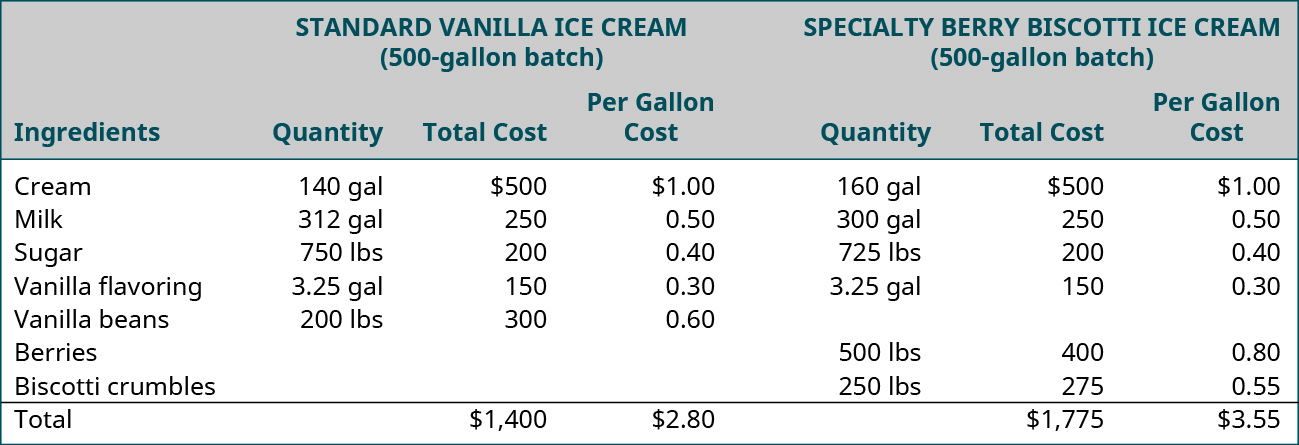 STANDARD VANILLA ICE CREAM SPECIALTY BERRY BISCOTTI ICE CREAM
(500-gallon batch) (500-gallon batch)
Per Gallon Per Gallon
Ingredients Quantity Total Cost Cost Quantity Total Cost Cost
Cream 140 gal $500 $1.00 160 gal $500 $1.00
Milk 312 gal 250 0.50 300 gal 250 0.50
Sugar 750 lbs 200 0.40 725 lbs 200 0.40
Vanilla flavoring 3.25 gal 150 0.30 3.25 gal 150 0.30
Vanilla beans 200 lbs 300 0.60
Berries 500 lbs 400 0.80
Biscotti crumbles 250 lbs 275 0.55
Total $1,400 $2.80 $1,775 $3.55